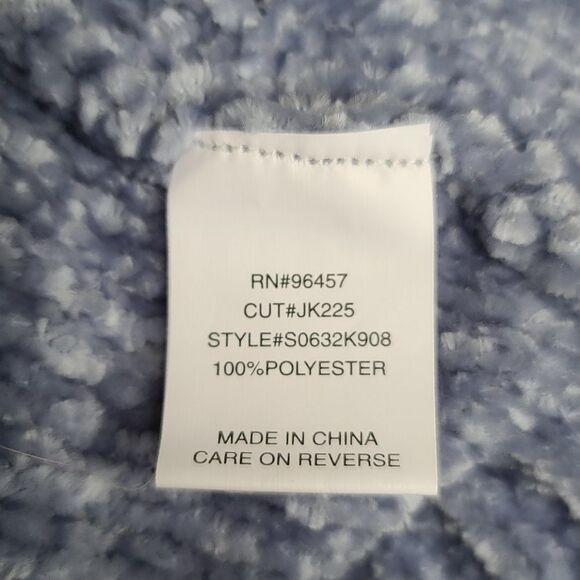 RN#96457
CUT#JK225
STYLE#S0632K908
100%POLYESTER
MADE IN CHINA
CARE ON REVERSE